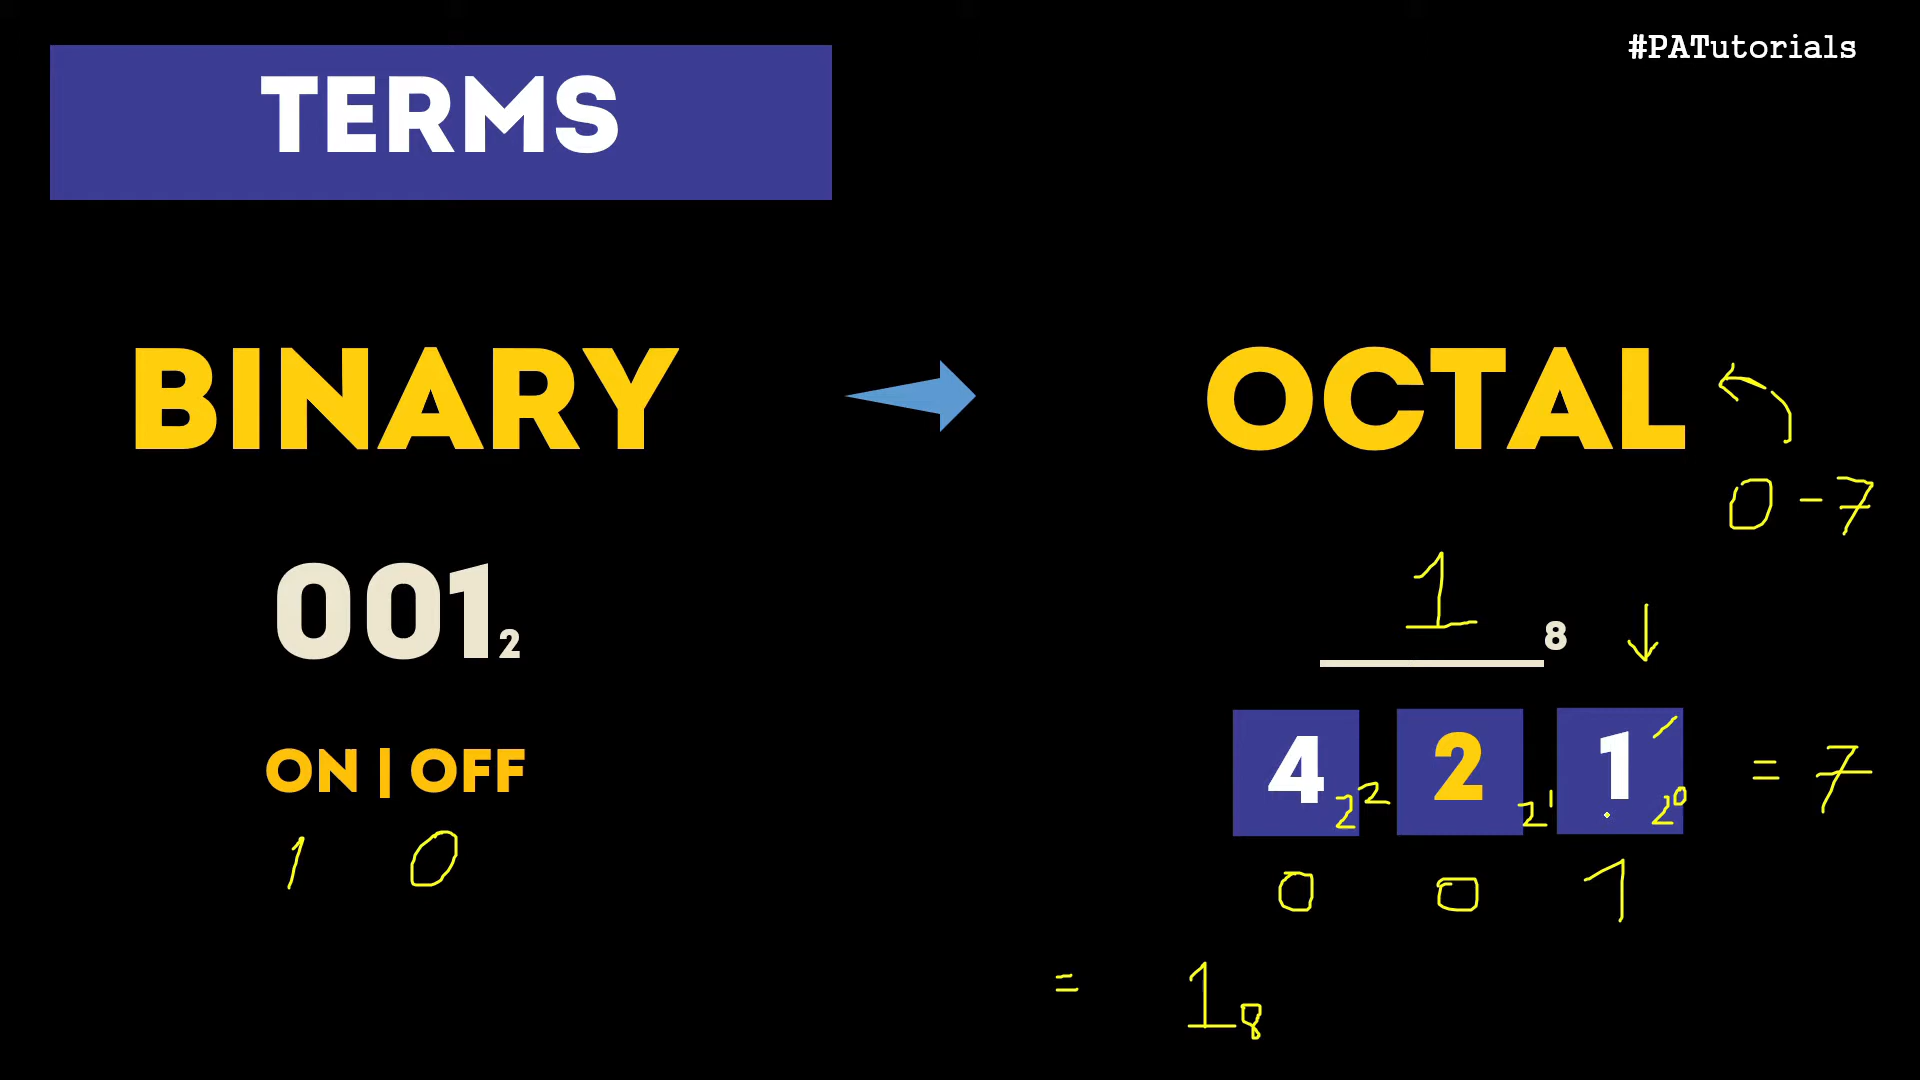 #PATutorials
TERMS
BINARY OCTAL
0 - 7
001₂ 1 ₈
4 2² 2 2¹ 1 2⁰ = 7
ON | OFF
1 0 0 0 1
= 1₈